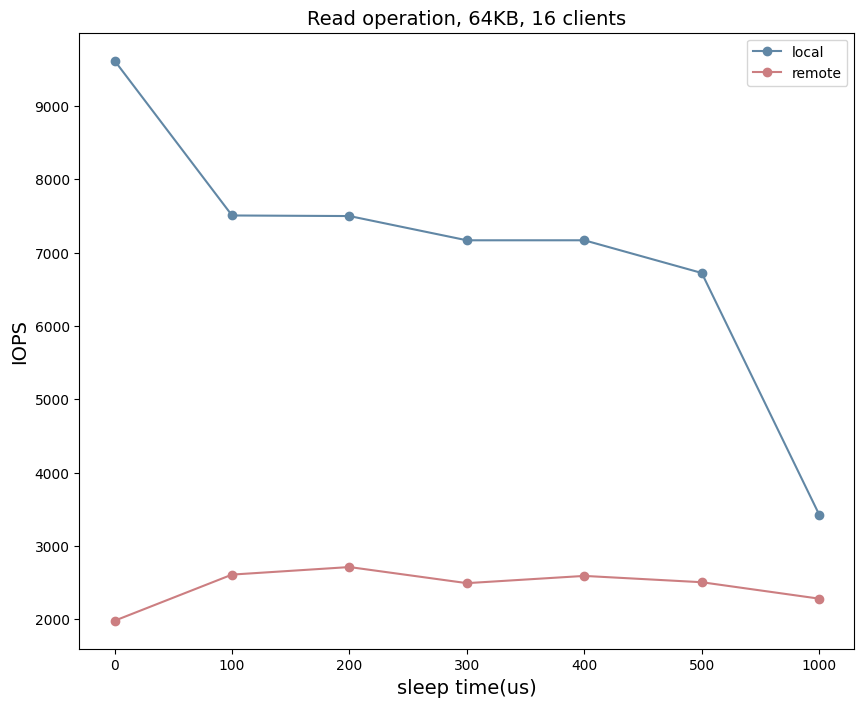 Read operation, 64KB, 16 clients
local
remote
9000
8000
7000
6000
5000
4000
3000
2000
IOPS
0 100 200 300 400 500 1000
sleep time(us)